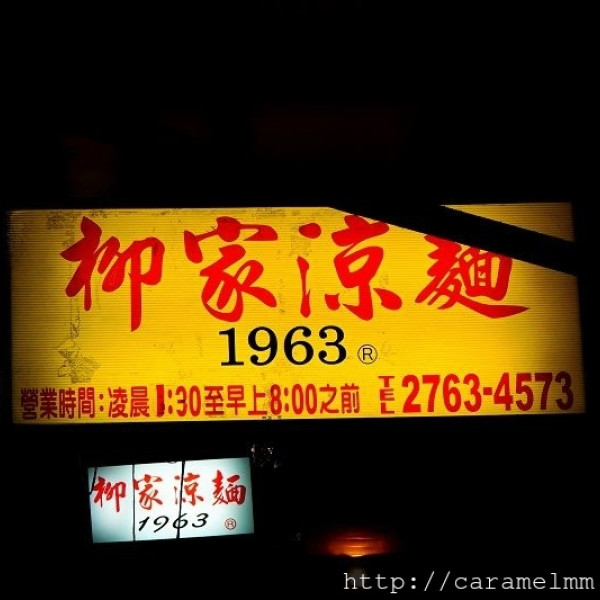 柳家涼麵
1963 ®
營業時間:凌晨1:30至早上8:00之前
TEL 2763-4573
柳家涼麵
1963 ®
http://caramelmm